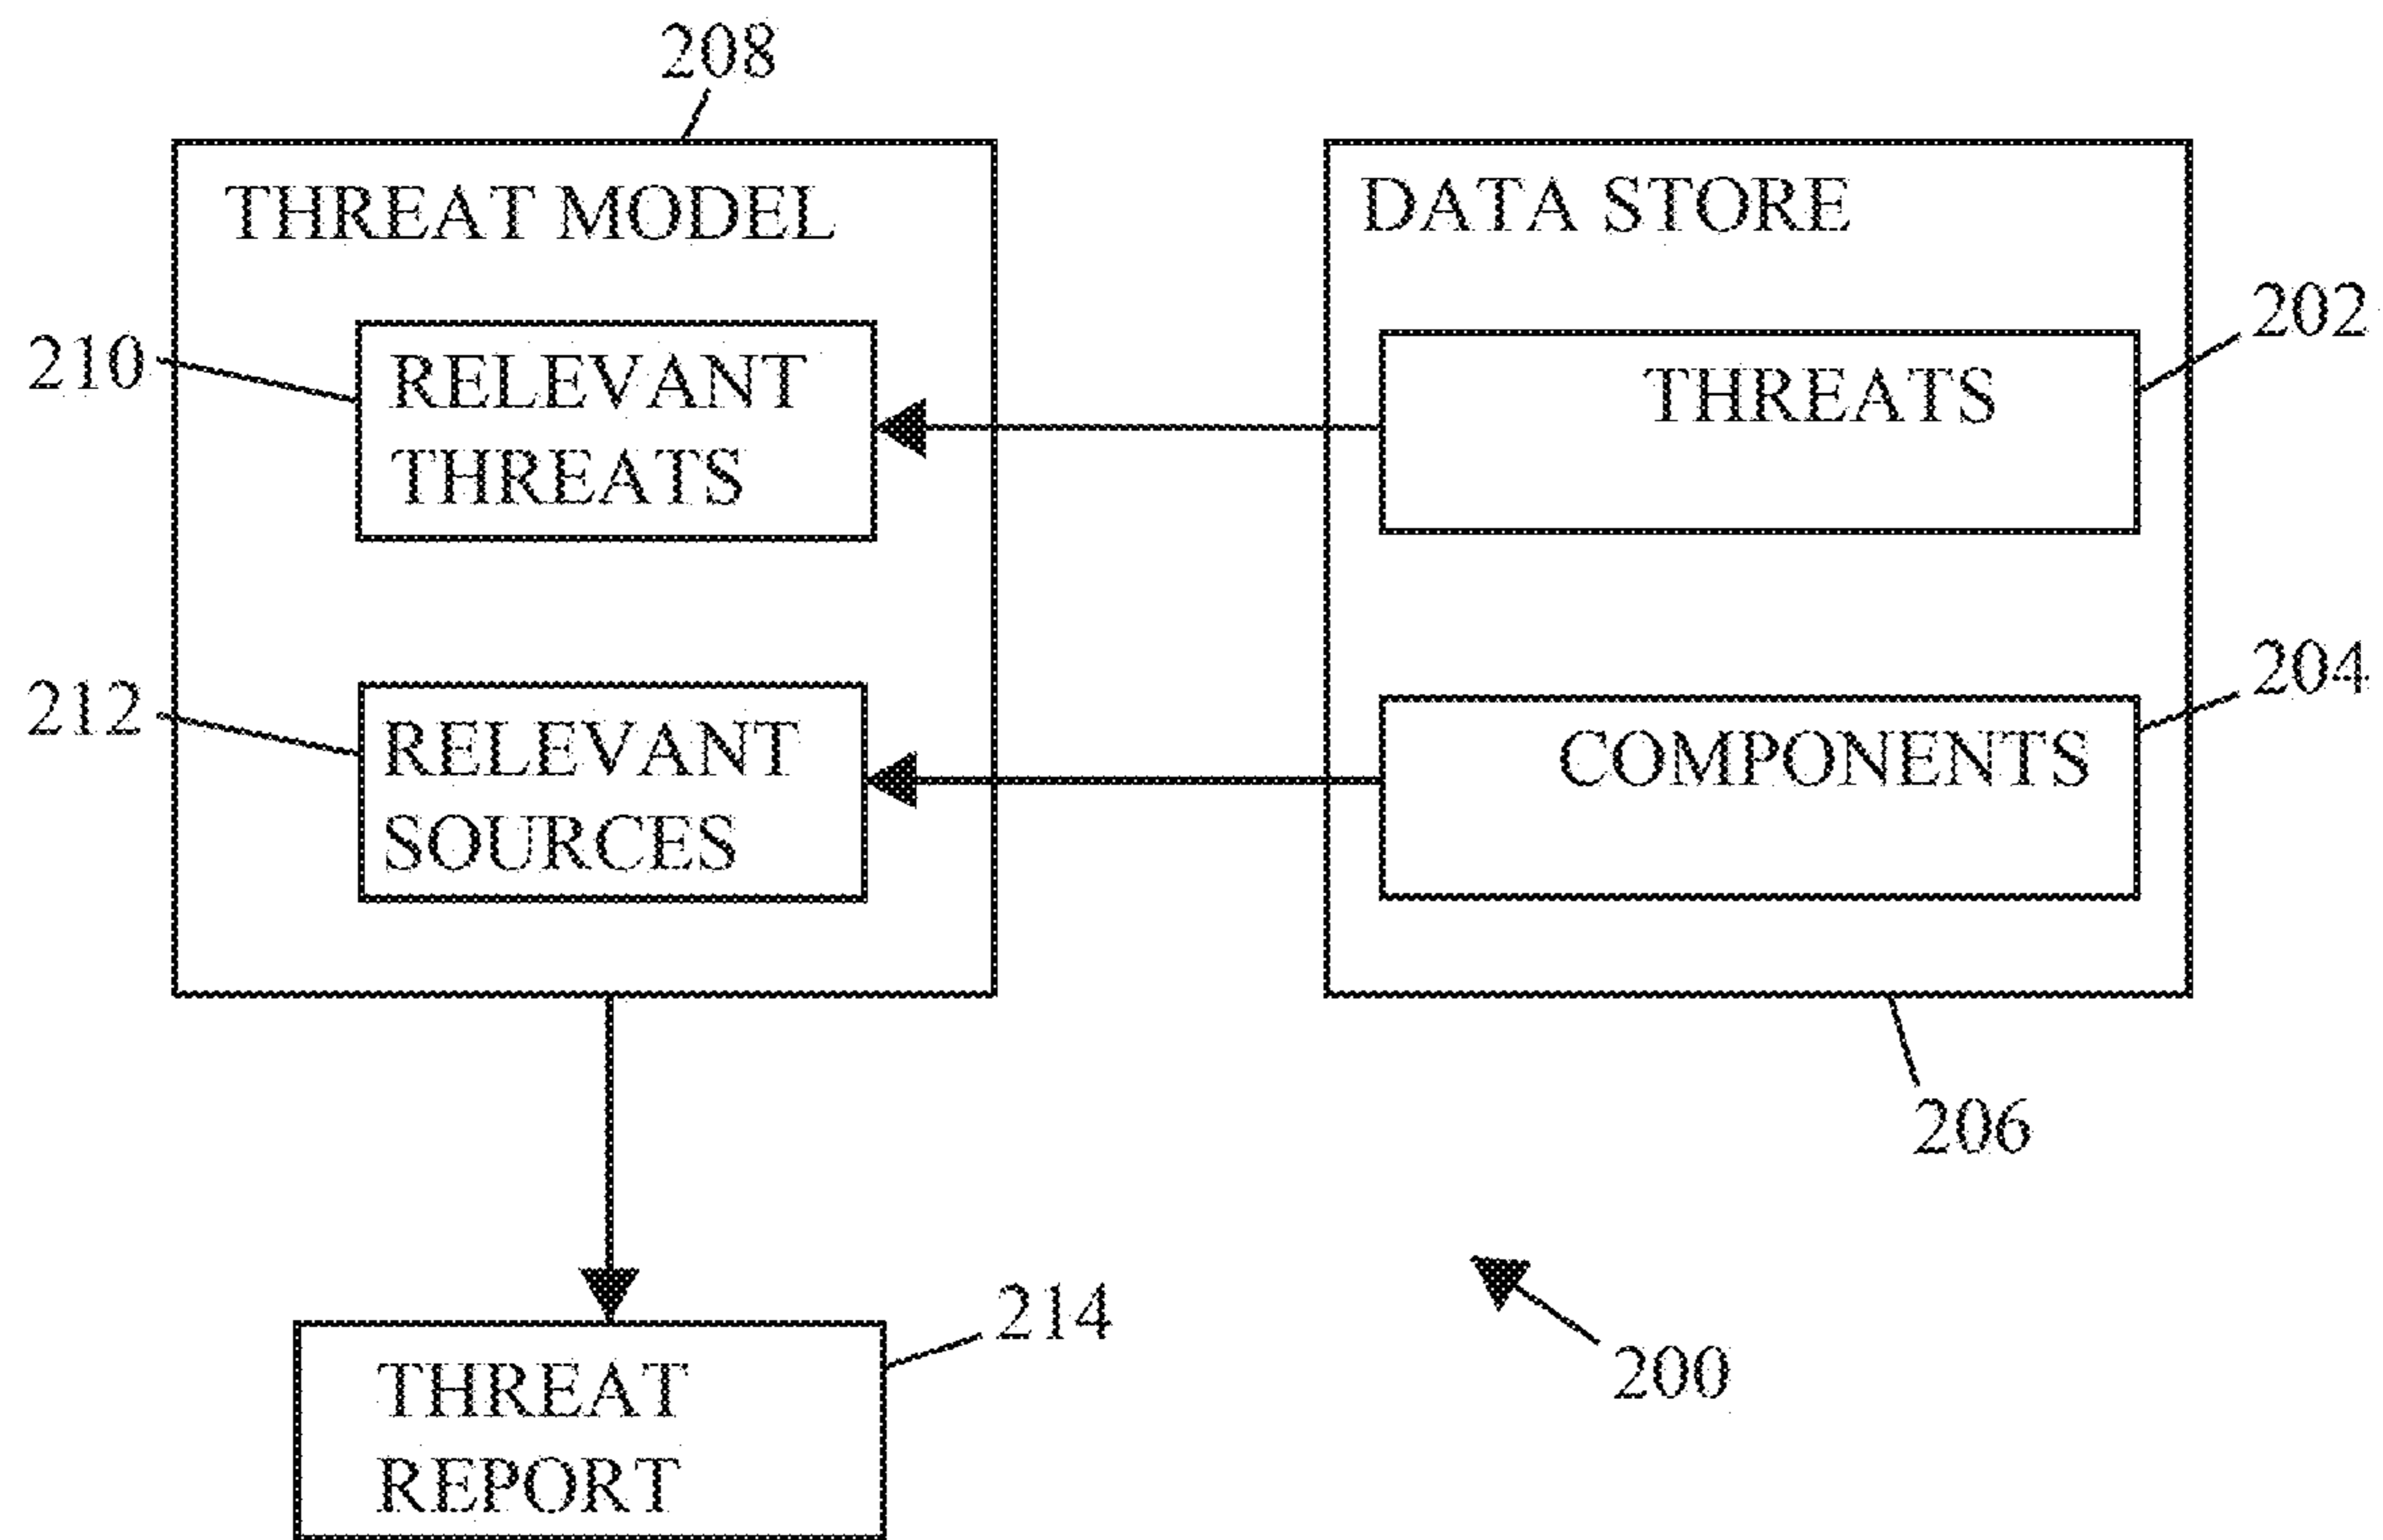 208
THREAT MODEL
DATA STORE
202
210
RELEVANT
THREATS
THREATS
204
212
RELEVANT
SOURCES
COMPONENTS
206
214
THREAT
REPORT
200